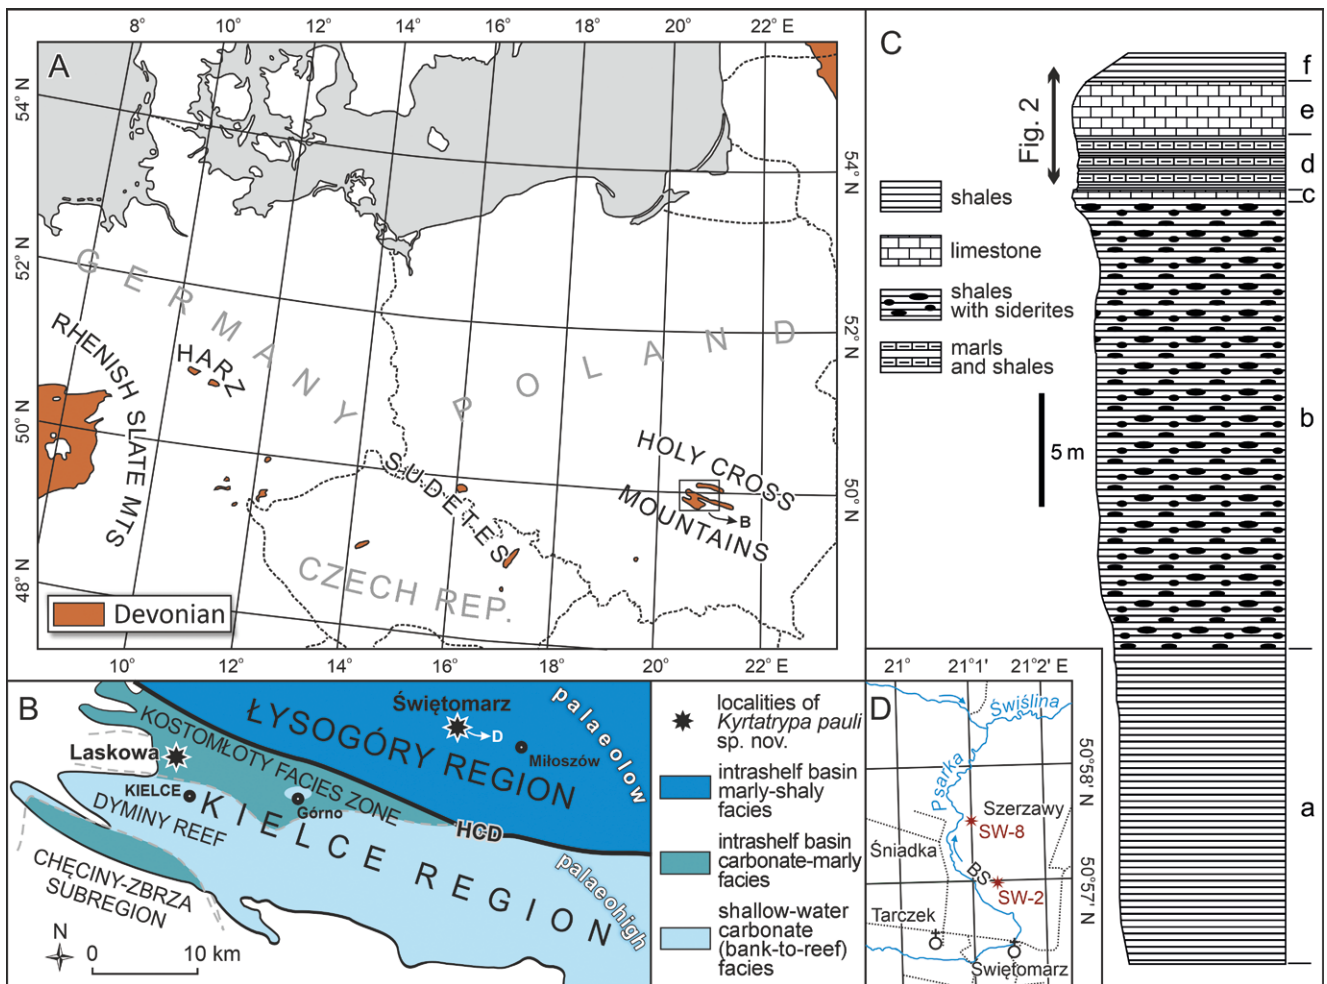 8° 10° 12° 14° 16° 18° 20° 22° E
A
54° N
52° N
50° N
48° N
54° N
52° N
50° N
GERMANY
POLAND
RHENISH SLATE MTS
HARZ
SUDETES
HOLY CROSS
MOUNTAINS
B
CZECH REP.
Devonian
10° 12° 14° 16° 18° 20° 22° E
B
ŁYSOGÓRY REGION
palaeolow
Świętomarz
D
Miłoszów
KOSTOMŁOTY FACIES ZONE
Laskowa
KIELCE
Górno
HCD
DYMINY REEF
KIELCE REGION
palaeohigh
CHĘCINY-ZBRZA
SUBREGION
N
0 10 km
localities of
Kyrtatrypa pauli
sp. nov.
intrashelf basin
marly-shaly
facies
intrashelf basin
carbonate-marly
facies
shallow-water
carbonate
(bank-to-reef)
facies
C
Fig. 2
shales
limestone
shales
with siderites
marls
and shales
5 m
f
e
d
c
b
a
21° 21°1' 21°2' E
D
Świślina
Psarka
50°58' N
Szerzawy
SW-8
Śniadka
BS
SW-2
50°57' N
Tarczek
Świętomarz